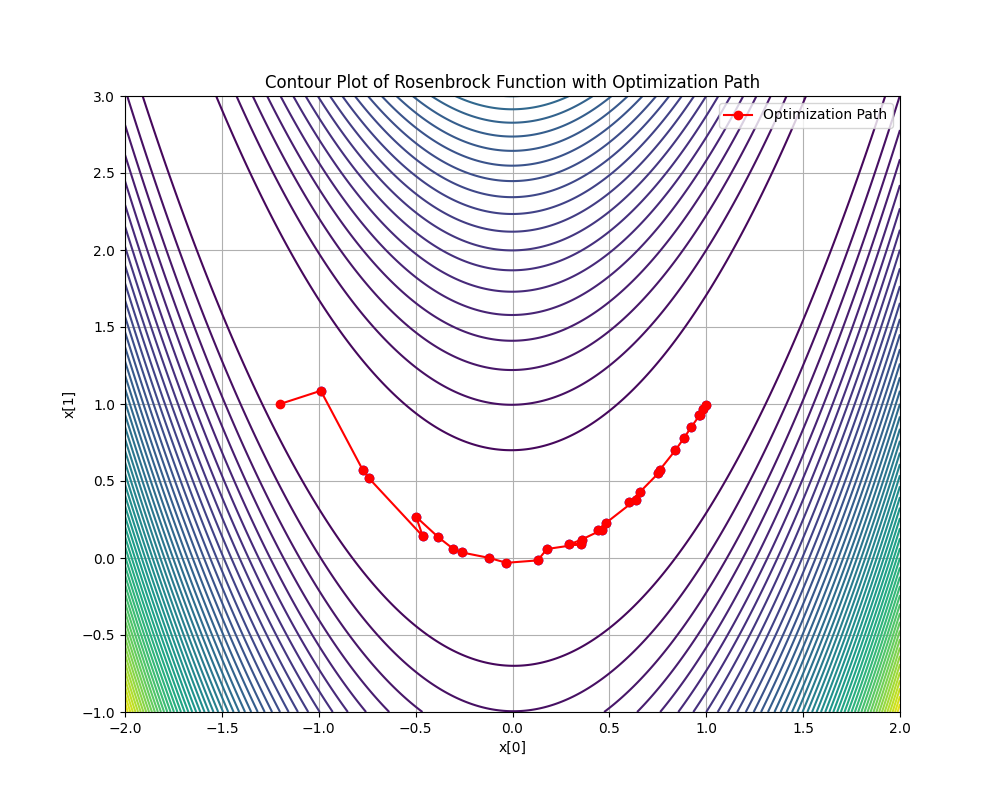 Contour Plot of Rosenbrock Function with Optimization Path
Optimization Path
3.0
2.5
2.0
1.5
1.0
0.5
0.0
−0.5
−1.0
x[1]
−2.0 −1.5 −1.0 −0.5 0.0 0.5 1.0 1.5 2.0
x[0]